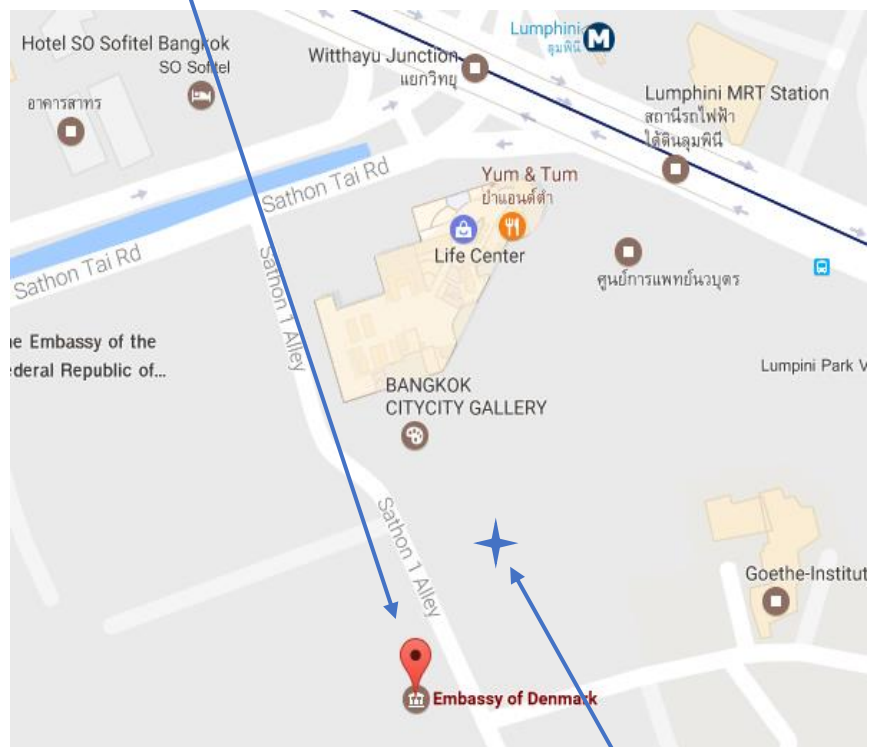 Hotel SO Sofitel Bangkok
SO Sofitel
อาคารสาทร
Witthayu Junction
แยกวิทยุ
Lumphini
ลุมพินี
M
Lumphini MRT Station
สถานีรถไฟฟ้า
ใต้ดินลุมพินี
Sathon Tai Rd
Sathon Tai Rd
Yum & Tum
ยำแอนด์ตำ
Life Center
ศูนย์การแพทย์นวบุตร
Sathon 1 Alley
e Embassy of the
ederal Republic of...
Lumpini Park V
BANGKOK
CITYCITY GALLERY
Sathon 1 Alley
Goethe-Institut
Embassy of Denmark